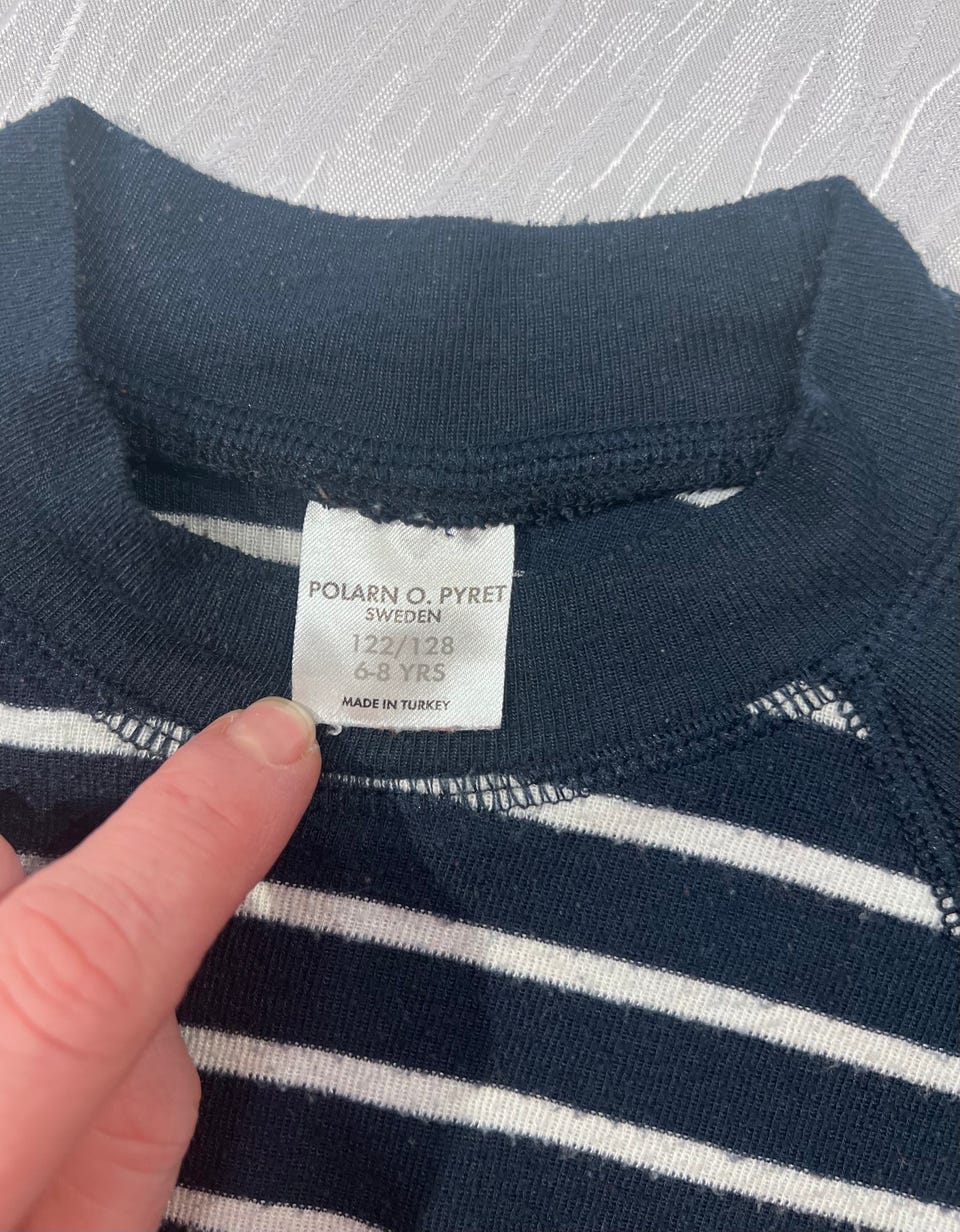 POLARN O. PYRET
SWEDEN
122/128
6-8 YRS
MADE IN TURKEY